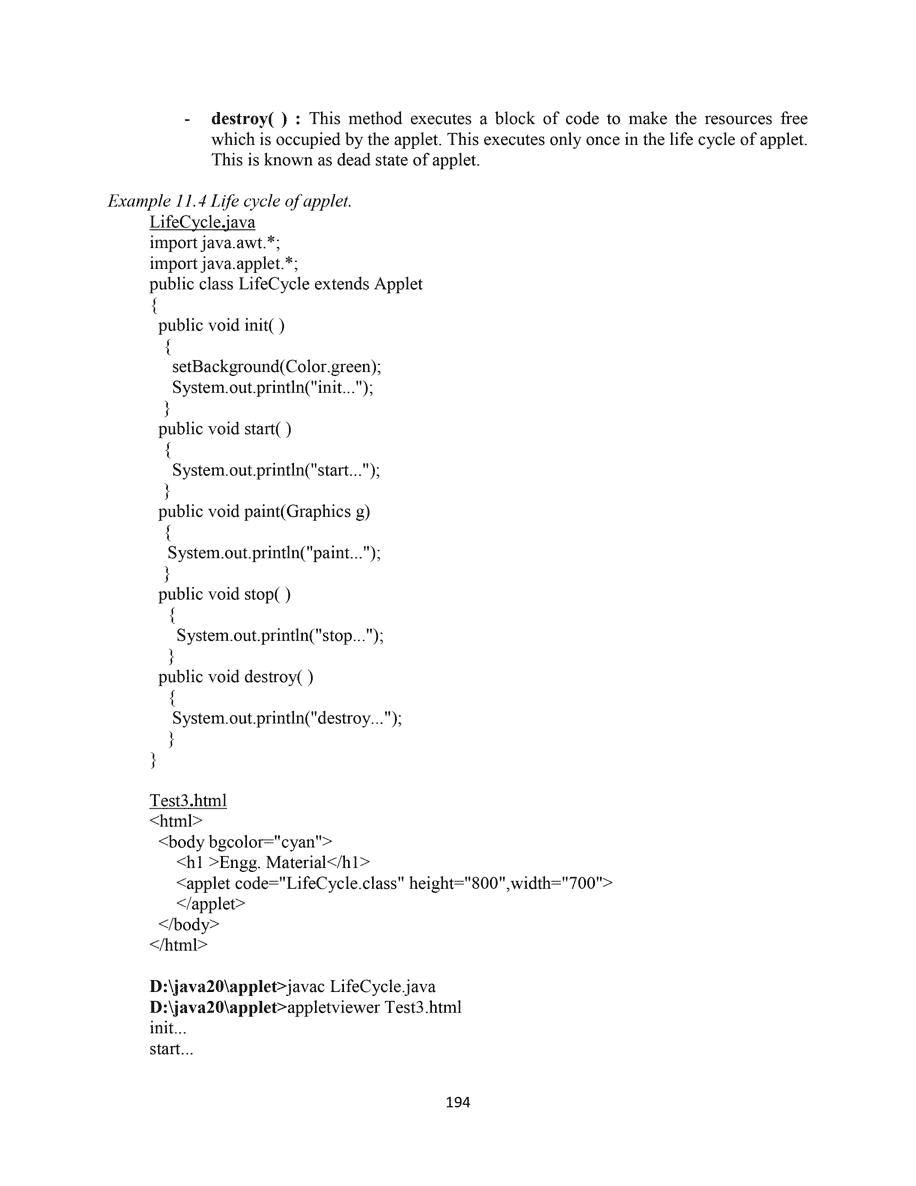 - destroy( ) : This method executes a block of code to make the resources free
which is occupied by the applet. This executes only once in the life cycle of applet.
This is known as dead state of applet.
Example 11.4 Life cycle of applet.
LifeCycle.java
import java.awt.*;
import java.applet.*;
public class LifeCycle extends Applet
{
public void init( )
{
setBackground(Color.green);
System.out.println("init...");
}
public void start( )
{
System.out.println("start...");
}
public void paint(Graphics g)
{
System.out.println("paint...");
}
public void stop( )
{
System.out.println("stop...");
}
public void destroy( )
{
System.out.println("destroy...");
}
}
Test3.html
<html>
<body bgcolor="cyan">
<h1 >Engg. Material</h1>
<applet code="LifeCycle.class" height="800",width="700">
</applet>
</body>
</html>
D:\java20\applet>javac LifeCycle.java
D:\java20\applet>appletviewer Test3.html
init...
start...
194